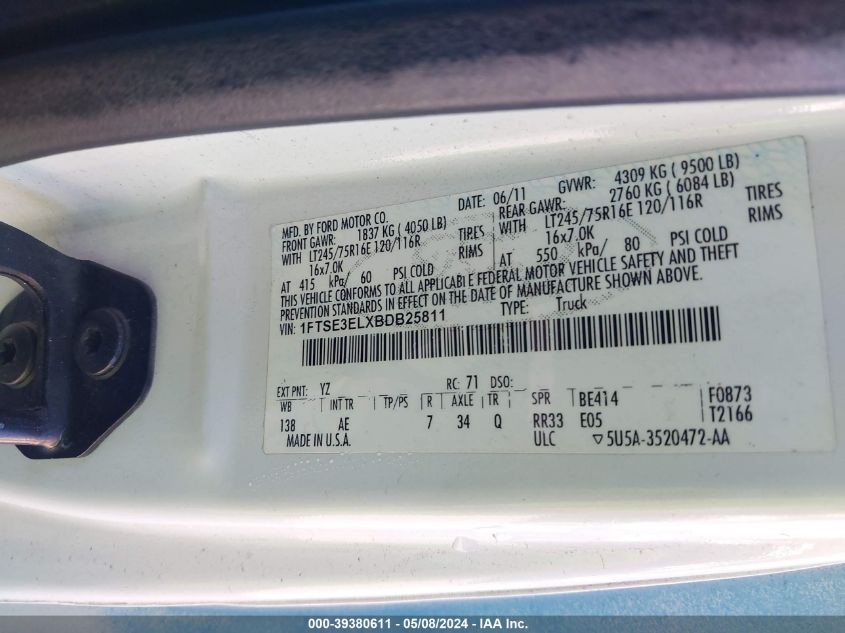 MFD. BY FORD MOTOR CO.
DATE: 06/11 GVWR: 4309 KG ( 9500 LB)
FRONT GAWR: 1837 KG ( 4050 LB) REAR GAWR: 2760 KG ( 6084 LB)
WITH LT245/75R16E 120/116R TIRES WITH LT245/75R16E 120/116R TIRES
16x7.0K RIMS 16x7.0K RIMS
AT 415 kPa/ 60 PSI COLD AT 550 kPa/ 80 PSI COLD
THIS VEHICLE CONFORMS TO ALL APPLICABLE FEDERAL MOTOR VEHICLE SAFETY AND THEFT
PREVENTION STANDARDS IN EFFECT ON THE DATE OF MANUFACTURE SHOWN ABOVE.
VIN: 1FTSE3ELXBDB25811 TYPE: Truck
EXT PNT: YZ RC: 71 DSO:
WB INT TR TP/PS R AXLE TR SPR BE414 F0873
138 AE 7 34 Q RR33 E05 T2166
MADE IN U.S.A. ULC ▽5U5A-3520472-AA
000-39380611 - 05/08/2024 - IAA Inc.